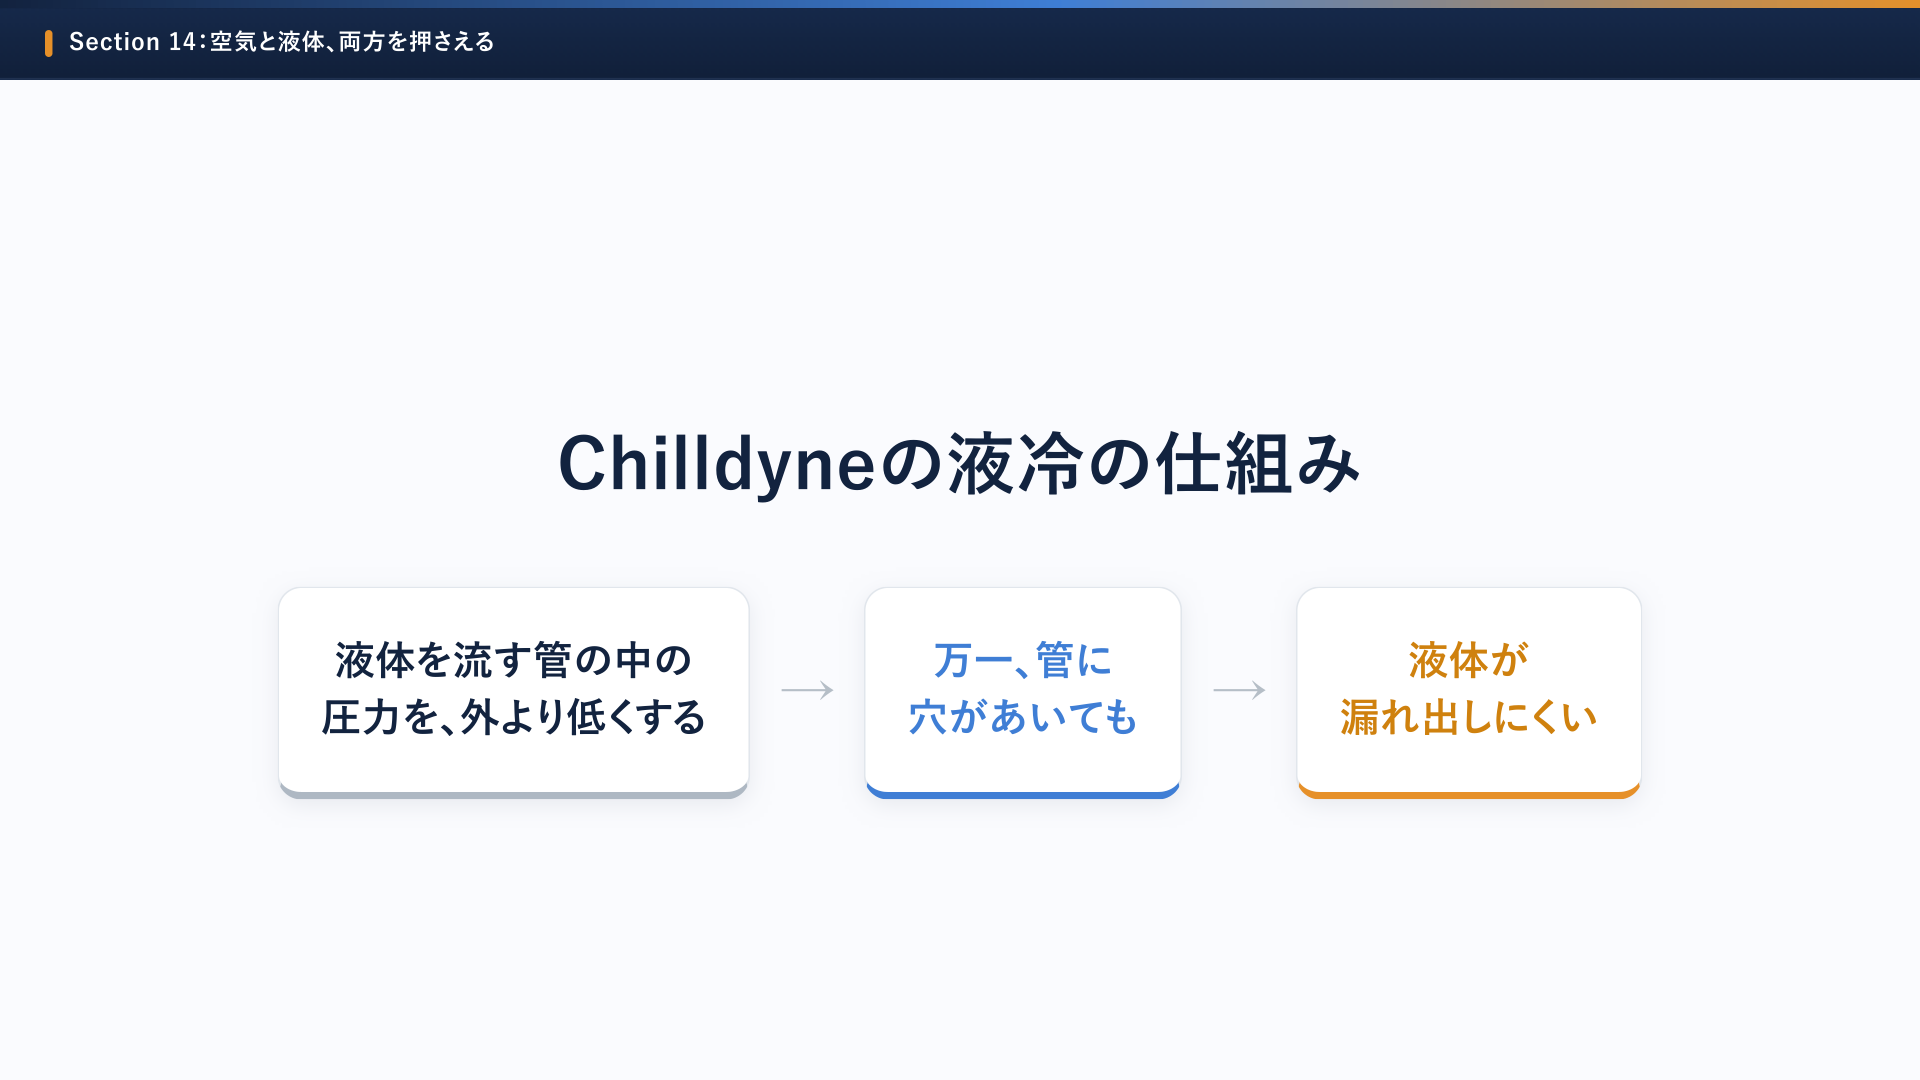 Section 14：空気と液体、両方を押さえる
Chilldyneの液冷の仕組み
液体を流す管の中の
圧力を、外より低くする
→
万一、管に
穴があいても
→
液体が
漏れ出しにくい